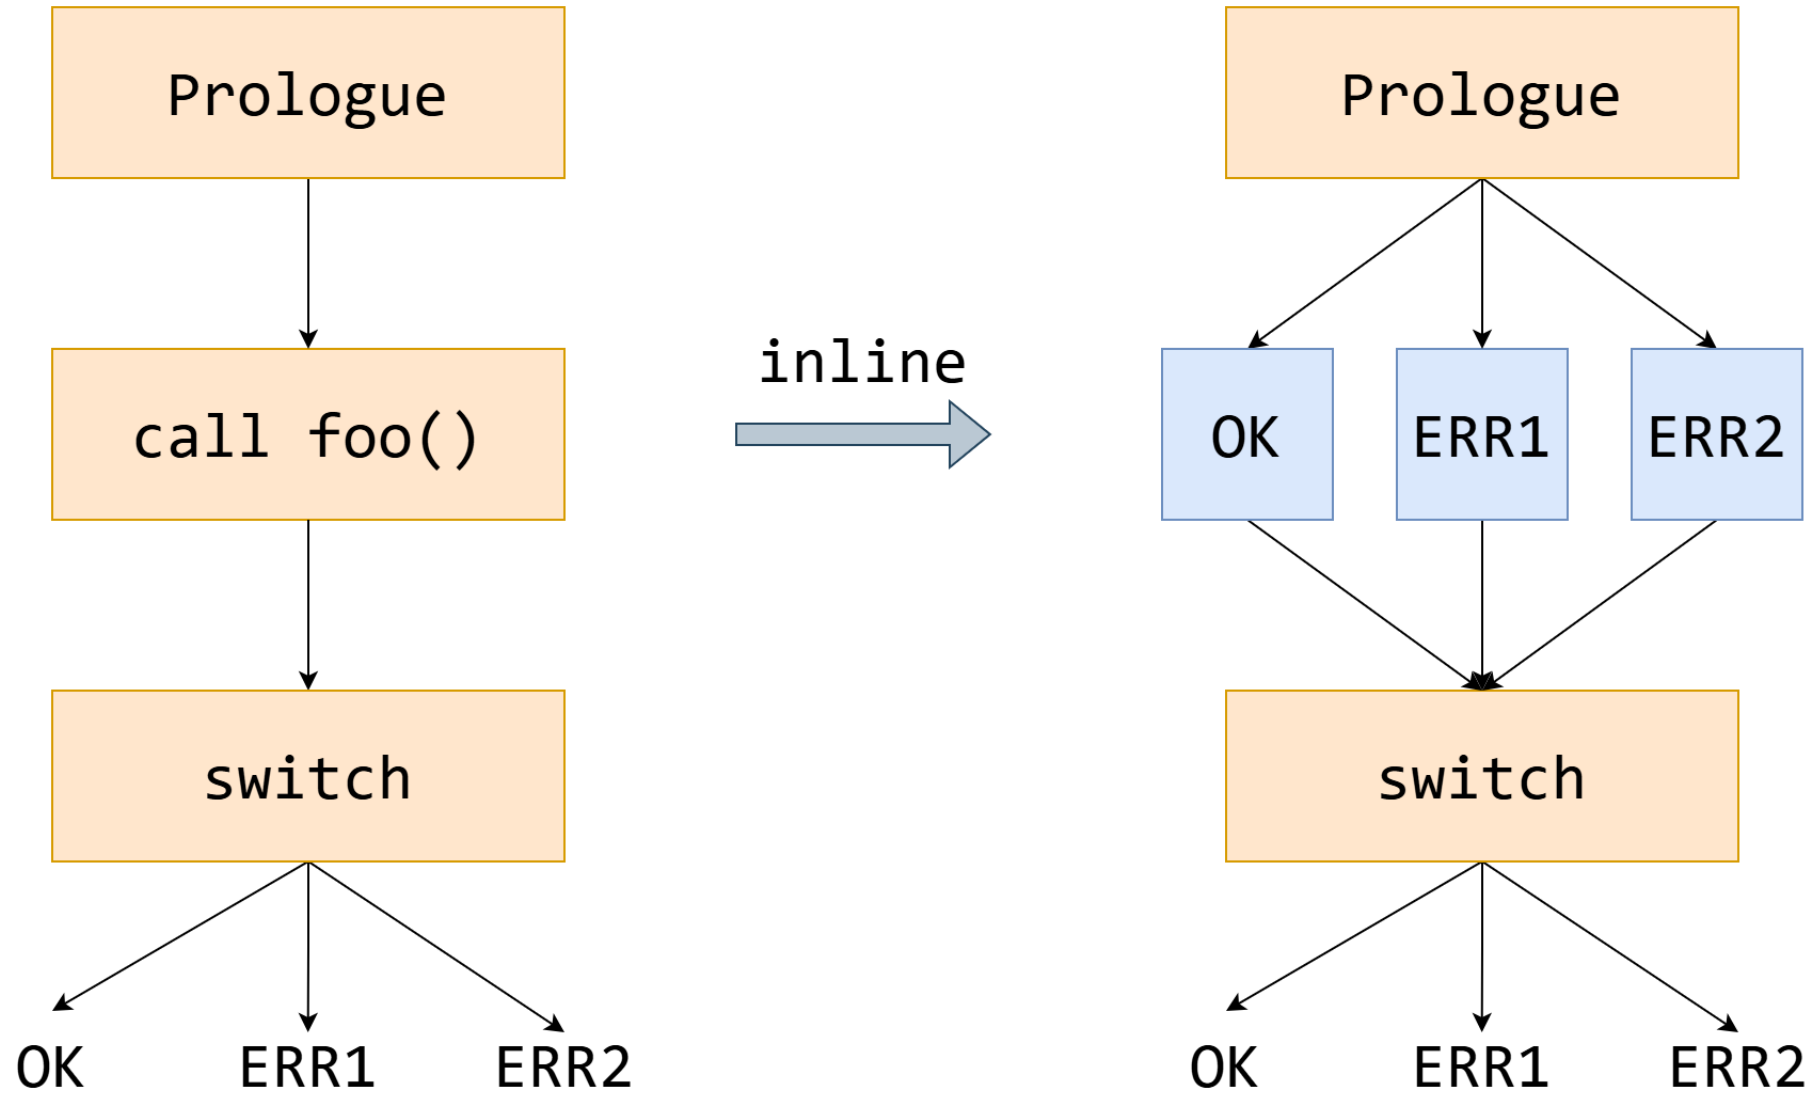 Prologue
call foo()
switch
OK
ERR1
ERR2
inline
Prologue
OK
ERR1
ERR2
switch
OK
ERR1
ERR2